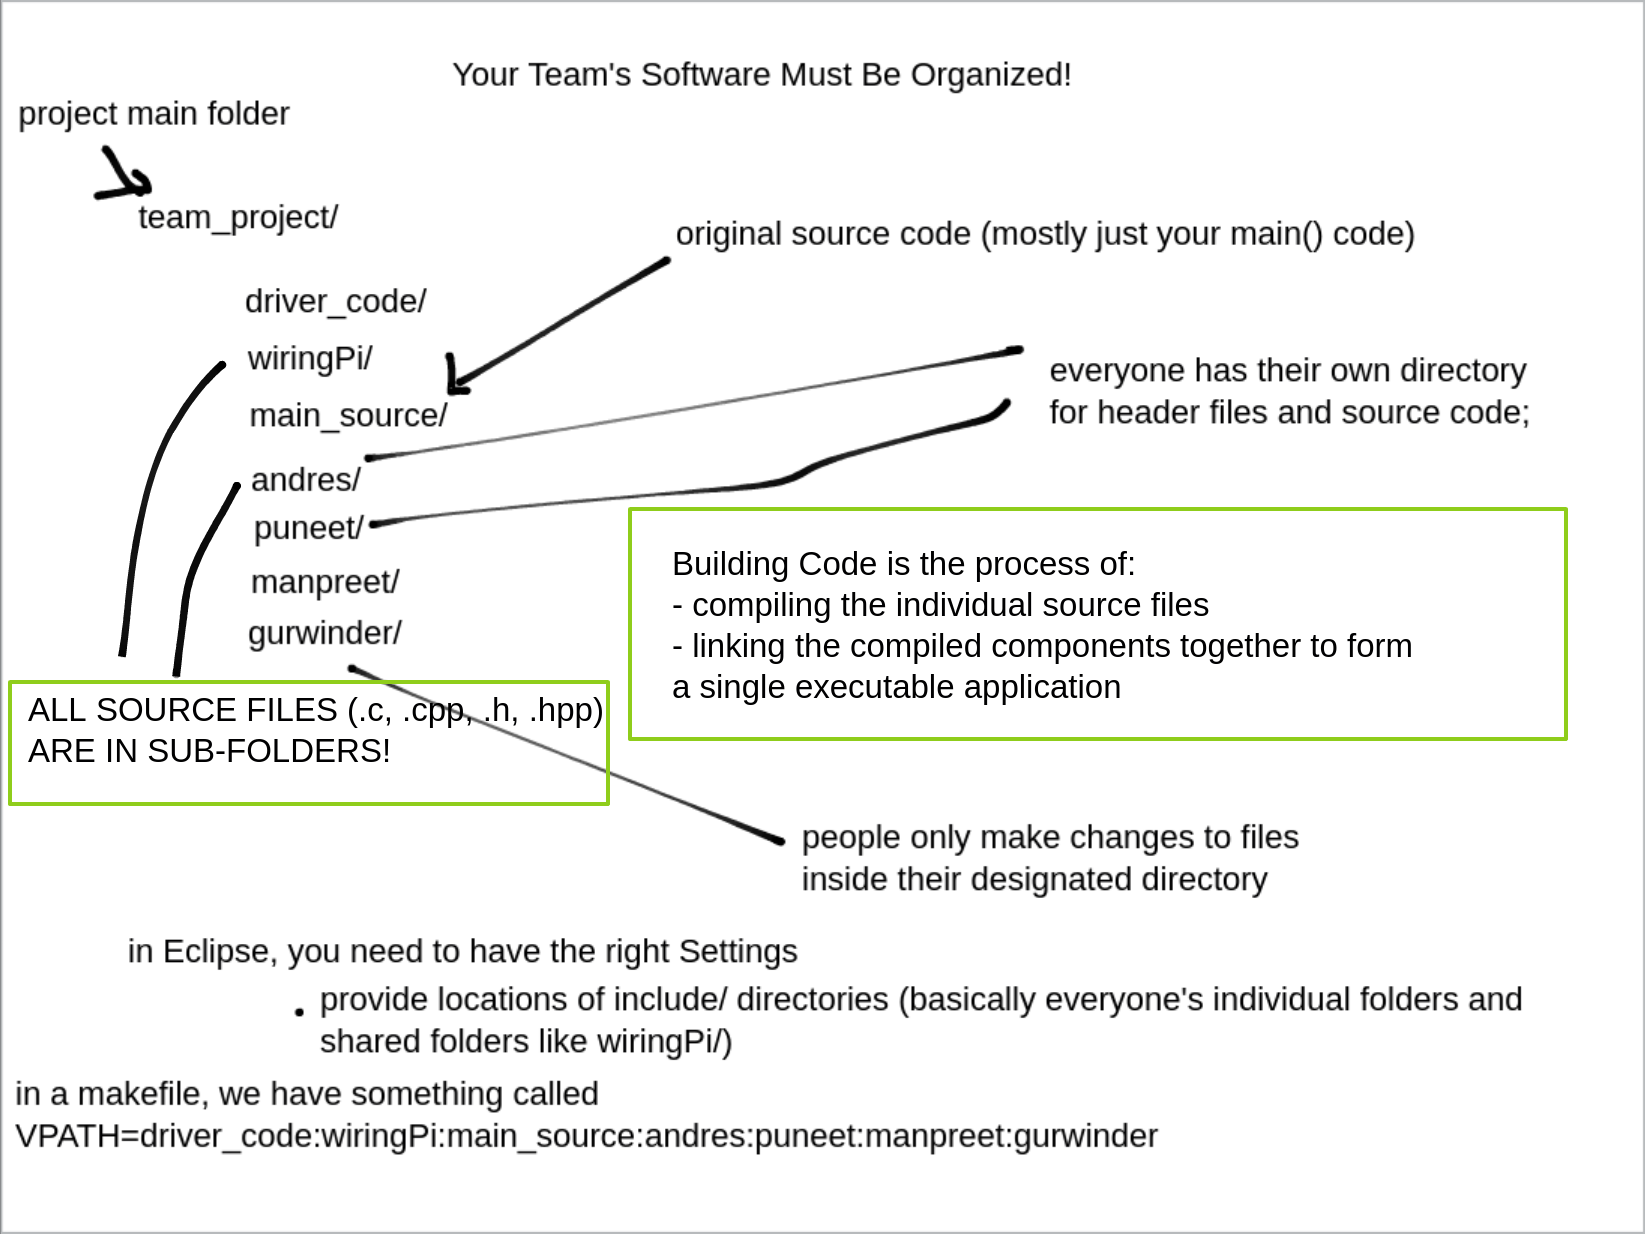 Your Team's Software Must Be Organized!
project main folder
team_project/
original source code (mostly just your main() code)
driver_code/
wiringPi/
main_source/
everyone has their own directory
for header files and source code;
andres/
puneet/
manpreet/
gurwinder/
Building Code is the process of:
- compiling the individual source files
- linking the compiled components together to form
a single executable application
ALL SOURCE FILES (.c, .cpp, .h, .hpp)
ARE IN SUB-FOLDERS!
people only make changes to files
inside their designated directory
in Eclipse, you need to have the right Settings
• provide locations of include/ directories (basically everyone's individual folders and
shared folders like wiringPi/)
in a makefile, we have something called
VPATH=driver_code:wiringPi:main_source:andres:puneet:manpreet:gurwinder